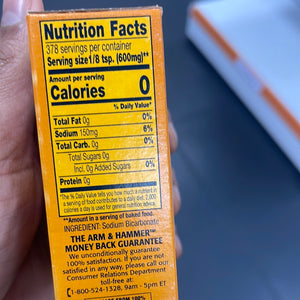 Nutrition Facts
378 servings per container
Serving size 1/8 tsp. (600mg)**
Amount per serving
Calories 0
% Daily Value*
Total Fat 0g 0%
Sodium 150mg 6%
Total Carb. 0g 0%
Total Sugars 0g
Incl. 0g Added Sugars 0%
Protein 0g
*The % Daily Value tells you how much a nutrient in
a serving of food contributes to a daily diet. 2,000
calories a day is used for general nutrition advice.
**Amount in a serving of baked food.
INGREDIENT: Sodium Bicarbonate
THE ARM & HAMMER™
MONEY BACK GUARANTEE
We unconditionally guarantee
100% satisfaction. If you are not
satisfied in any way, please call our
Consumer Relations Department
toll-free at:
1-800-524-1328, 9am - 5pm ET
FROM 100%